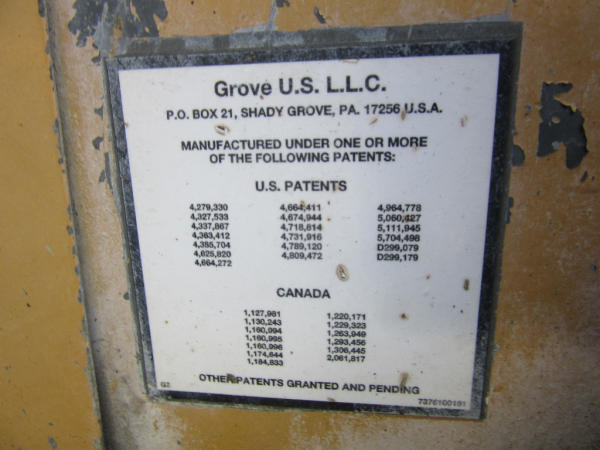 Grove U.S. L.L.C.
P.O. BOX 21, SHADY GROVE, PA. 17256 U.S.A.
MANUFACTURED UNDER ONE OR MORE
OF THE FOLLOWING PATENTS:
U.S. PATENTS
4,279,330 4,664,411 4,964,778
4,327,533 4,674,944 5,060,427
4,337,867 4,718,814 5,111,945
4,363,412 4,731,916 5,704,498
4,385,704 4,789,120 D299,079
4,625,820 4,809,472 D299,179
4,664,272
CANADA
1,127,981 1,220,171
1,130,243 1,229,323
1,160,994 1,263,949
1,160,995 1,293,456
1,160,996 1,306,445
1,174,644 2,061,817
1,184,833
OTHER PATENTS GRANTED AND PENDING
7376100191